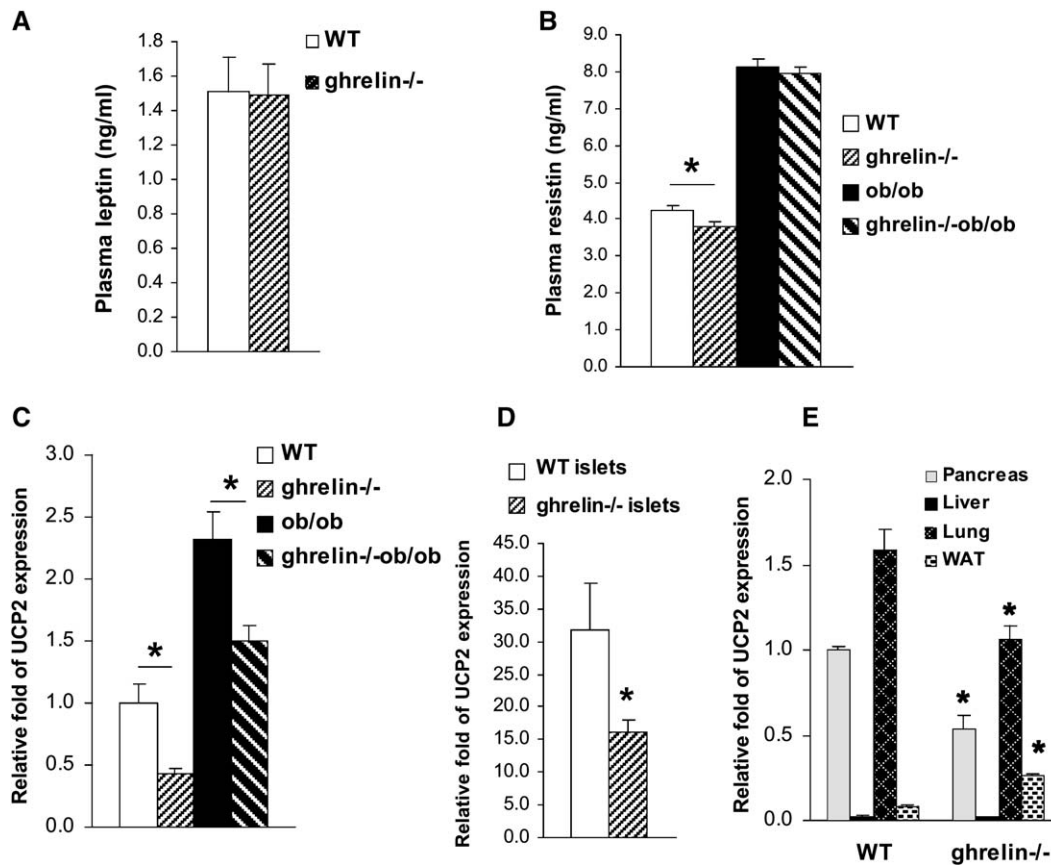 A
Plasma leptin (ng/ml)
1.8
1.6
1.4
1.2
1.0
0.8
0.6
0.4
0.2
0.0
WT
ghrelin-/-
B
Plasma resistin (ng/ml)
9.0
8.0
7.0
6.0
5.0
4.0
3.0
2.0
1.0
0.0
*
WT
ghrelin-/-
ob/ob
ghrelin-/-ob/ob
C
Relative fold of UCP2 expression
3.0
2.5
2.0
1.5
1.0
0.5
0.0
*
*
WT
ghrelin-/-
ob/ob
ghrelin-/-ob/ob
D
WT islets
ghrelin-/- islets
Relative fold of UCP2 expression
45.0
40.0
35.0
30.0
25.0
20.0
15.0
10.0
5.0
0.0
*
E
Relative fold of UCP2 expression
2.0
1.5
1.0
0.5
0.0
Pancreas
Liver
Lung
WAT
*
*
*
WT
ghrelin-/-